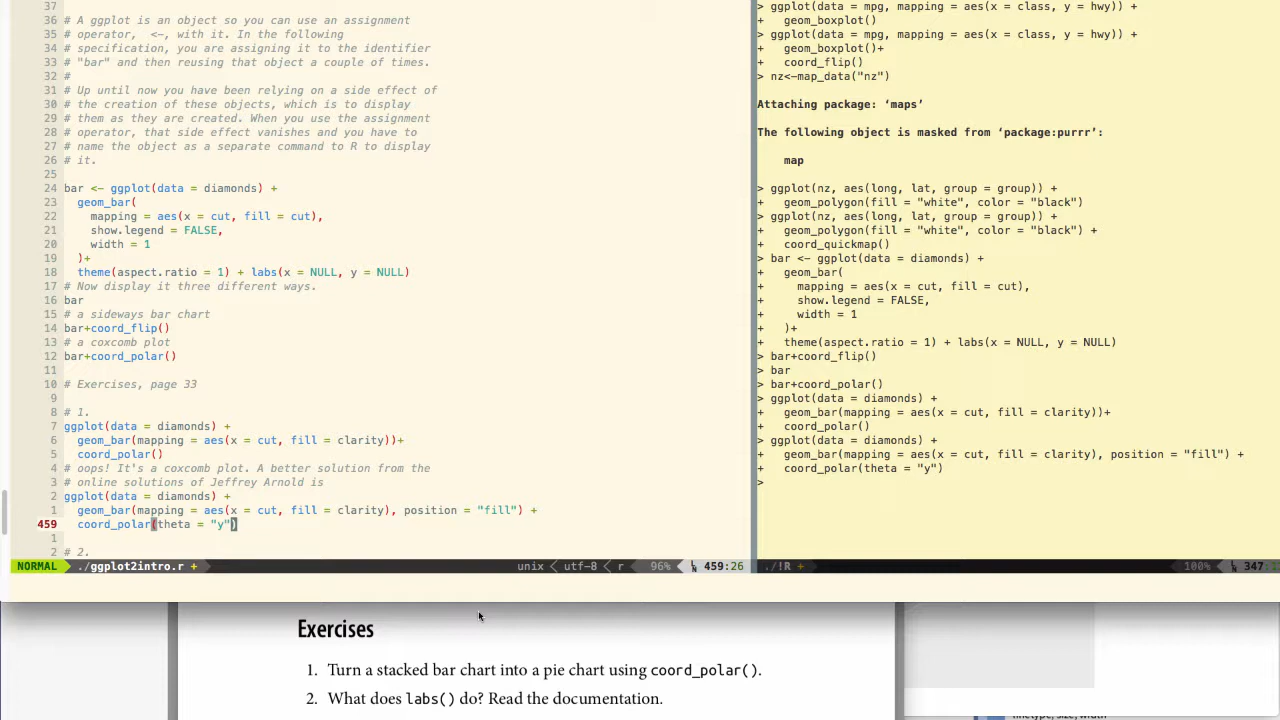 37
36 # A ggplot is an object so you can use an assignment
35 # operator,  <-, with it. In the following
34 # specification, you are assigning it to the identifier
33 # "bar" and then reusing that object a couple of times.
32 #
31 # Up until now you have been relying on a side effect of
30 # the creation of these objects, which is to display
29 # them as they are created. When you use the assignment
28 # operator, that side effect vanishes and you have to
27 # name the object as a separate command to R to display
26 # it.
25
24 bar <- ggplot(data = diamonds) +
23   geom_bar(
22     mapping = aes(x = cut, fill = cut),
21     show.legend = FALSE,
20     width = 1
19   )+
18   theme(aspect.ratio = 1) + labs(x = NULL, y = NULL)
17 # Now display it three different ways.
16 bar
15 # a sideways bar chart
14 bar+coord_flip()
13 # a coxcomb plot
12 bar+coord_polar()
11
10 # Exercises, page 33
9
8 # 1.
7 ggplot(data = diamonds) +
6   geom_bar(mapping = aes(x = cut, fill = clarity))+
5   coord_polar()
4 # oops! It's a coxcomb plot. A better solution from the
3 # online solutions of Jeffrey Arnold is
2 ggplot(data = diamonds) +
1   geom_bar(mapping = aes(x = cut, fill = clarity), position = "fill") +
459   coord_polar(theta = "y")
1
2 # 2.
NORMAL ./ggplot2intro.r + unix < utf-8 < r 96% 459:26
> ggplot(data = mpg, mapping = aes(x = class, y = hwy)) +
+   geom_boxplot()
> ggplot(data = mpg, mapping = aes(x = class, y = hwy)) +
+   geom_boxplot()+
+   coord_flip()
> nz<-map_data("nz")
Attaching package: ‘maps’
The following object is masked from ‘package:purrr’:
    map
> ggplot(nz, aes(long, lat, group = group)) +
+   geom_polygon(fill = "white", color = "black")
> ggplot(nz, aes(long, lat, group = group)) +
+   geom_polygon(fill = "white", color = "black") +
+   coord_quickmap()
> bar <- ggplot(data = diamonds) +
+   geom_bar(
+     mapping = aes(x = cut, fill = cut),
+     show.legend = FALSE,
+     width = 1
+   )+
+   theme(aspect.ratio = 1) + labs(x = NULL, y = NULL)
> bar+coord_flip()
> bar
> bar+coord_polar()
> ggplot(data = diamonds) +
+   geom_bar(mapping = aes(x = cut, fill = clarity))+
+   coord_polar()
> ggplot(data = diamonds) +
+   geom_bar(mapping = aes(x = cut, fill = clarity), position = "fill") +
+   coord_polar(theta = "y")
>
./!R + 100% 347:
Exercises
1. Turn a stacked bar chart into a pie chart using coord_polar().
2. What does labs() do? Read the documentation.